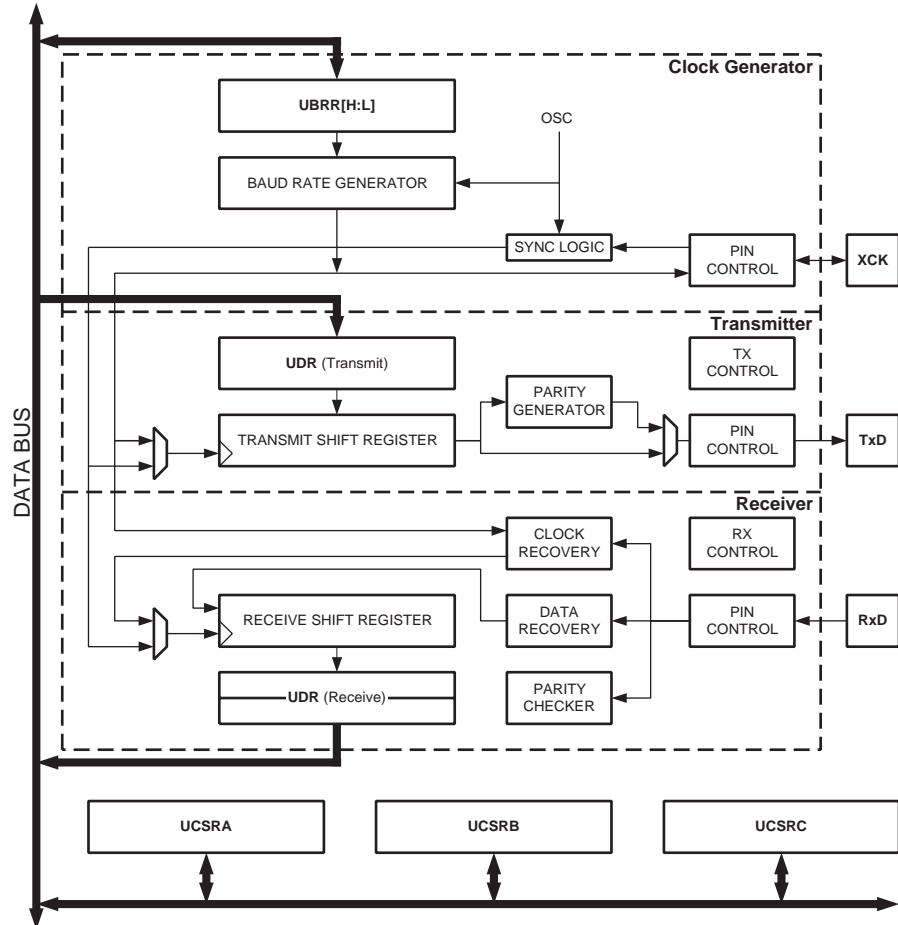 Clock Generator
UBRR[H:L]
OSC
BAUD RATE GENERATOR
SYNC LOGIC
PIN
CONTROL
XCK
Transmitter
UDR (Transmit)
TX
CONTROL
PARITY
GENERATOR
TRANSMIT SHIFT REGISTER
PIN
CONTROL
TxD
DATA BUS
Receiver
CLOCK
RECOVERY
RX
CONTROL
RECEIVE SHIFT REGISTER
DATA
RECOVERY
PIN
CONTROL
RxD
UDR (Receive)
PARITY
CHECKER
UCSRA
UCSRB
UCSRC